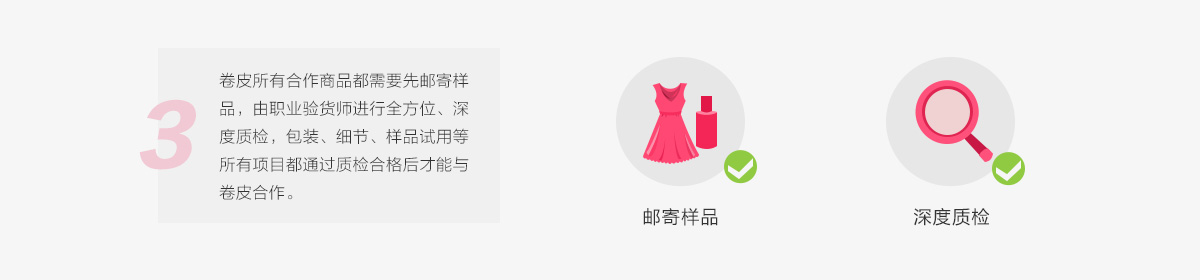 3
卷皮所有合作商品都需要先邮寄样
品，由职业验货师进行全方位、深
度质检，包装、细节、样品试用等
所有项目都通过质检合格后才能与
卷皮合作。
邮寄样品
深度质检